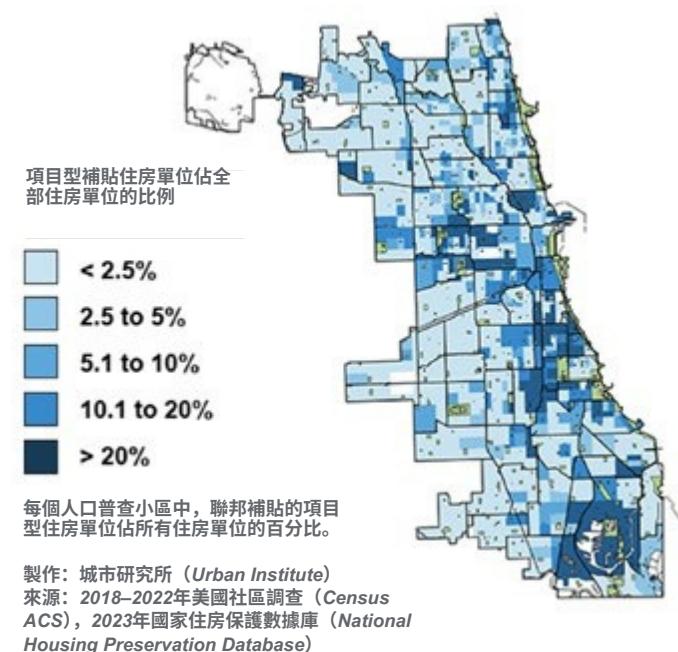 項目型補貼住房單位佔全
部住房單位的比例
< 2.5%
2.5 to 5%
5.1 to 10%
10.1 to 20%
> 20%
每個人口普查小區中，聯邦補貼的項目
型住房單位佔所有住房單位的百分比。
製作：城市研究所（Urban Institute）
來源：2018–2022年美國社區調查（Census
ACS），2023年國家住房保護數據庫（National
Housing Preservation Database）